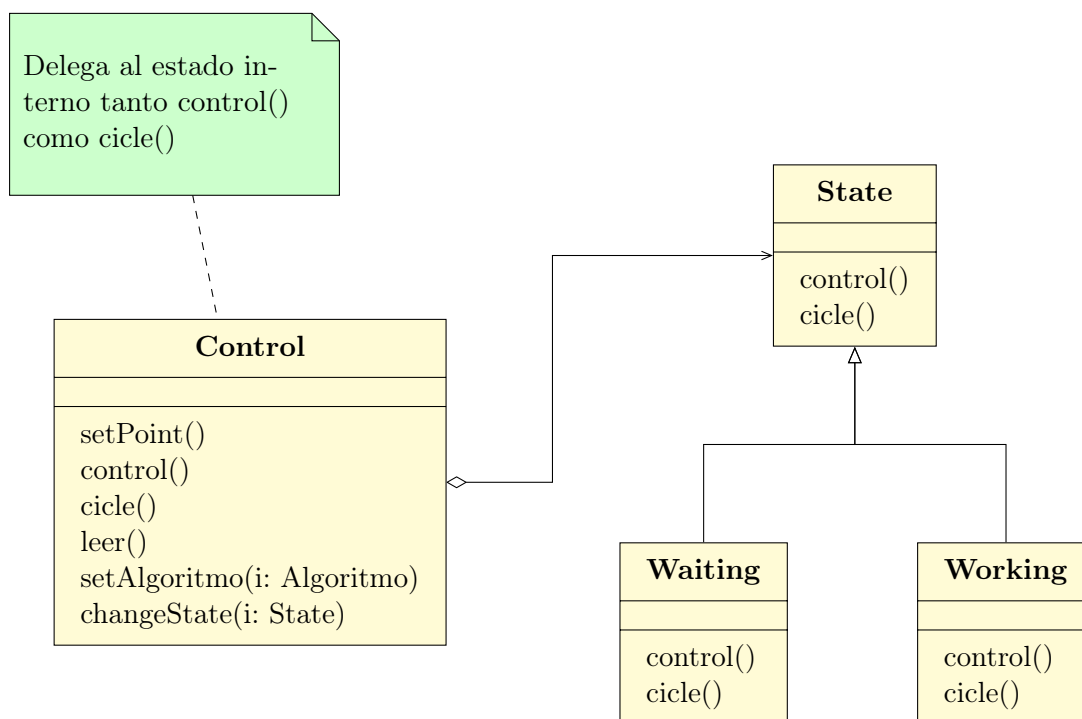 Delega al estado in-
terno tanto control()
como cicle()
State
control()
cicle()
Control
setPoint()
control()
cicle()
leer()
setAlgoritmo(i: Algoritmo)
changeState(i: State)
Waiting
control()
cicle()
Working
control()
cicle()